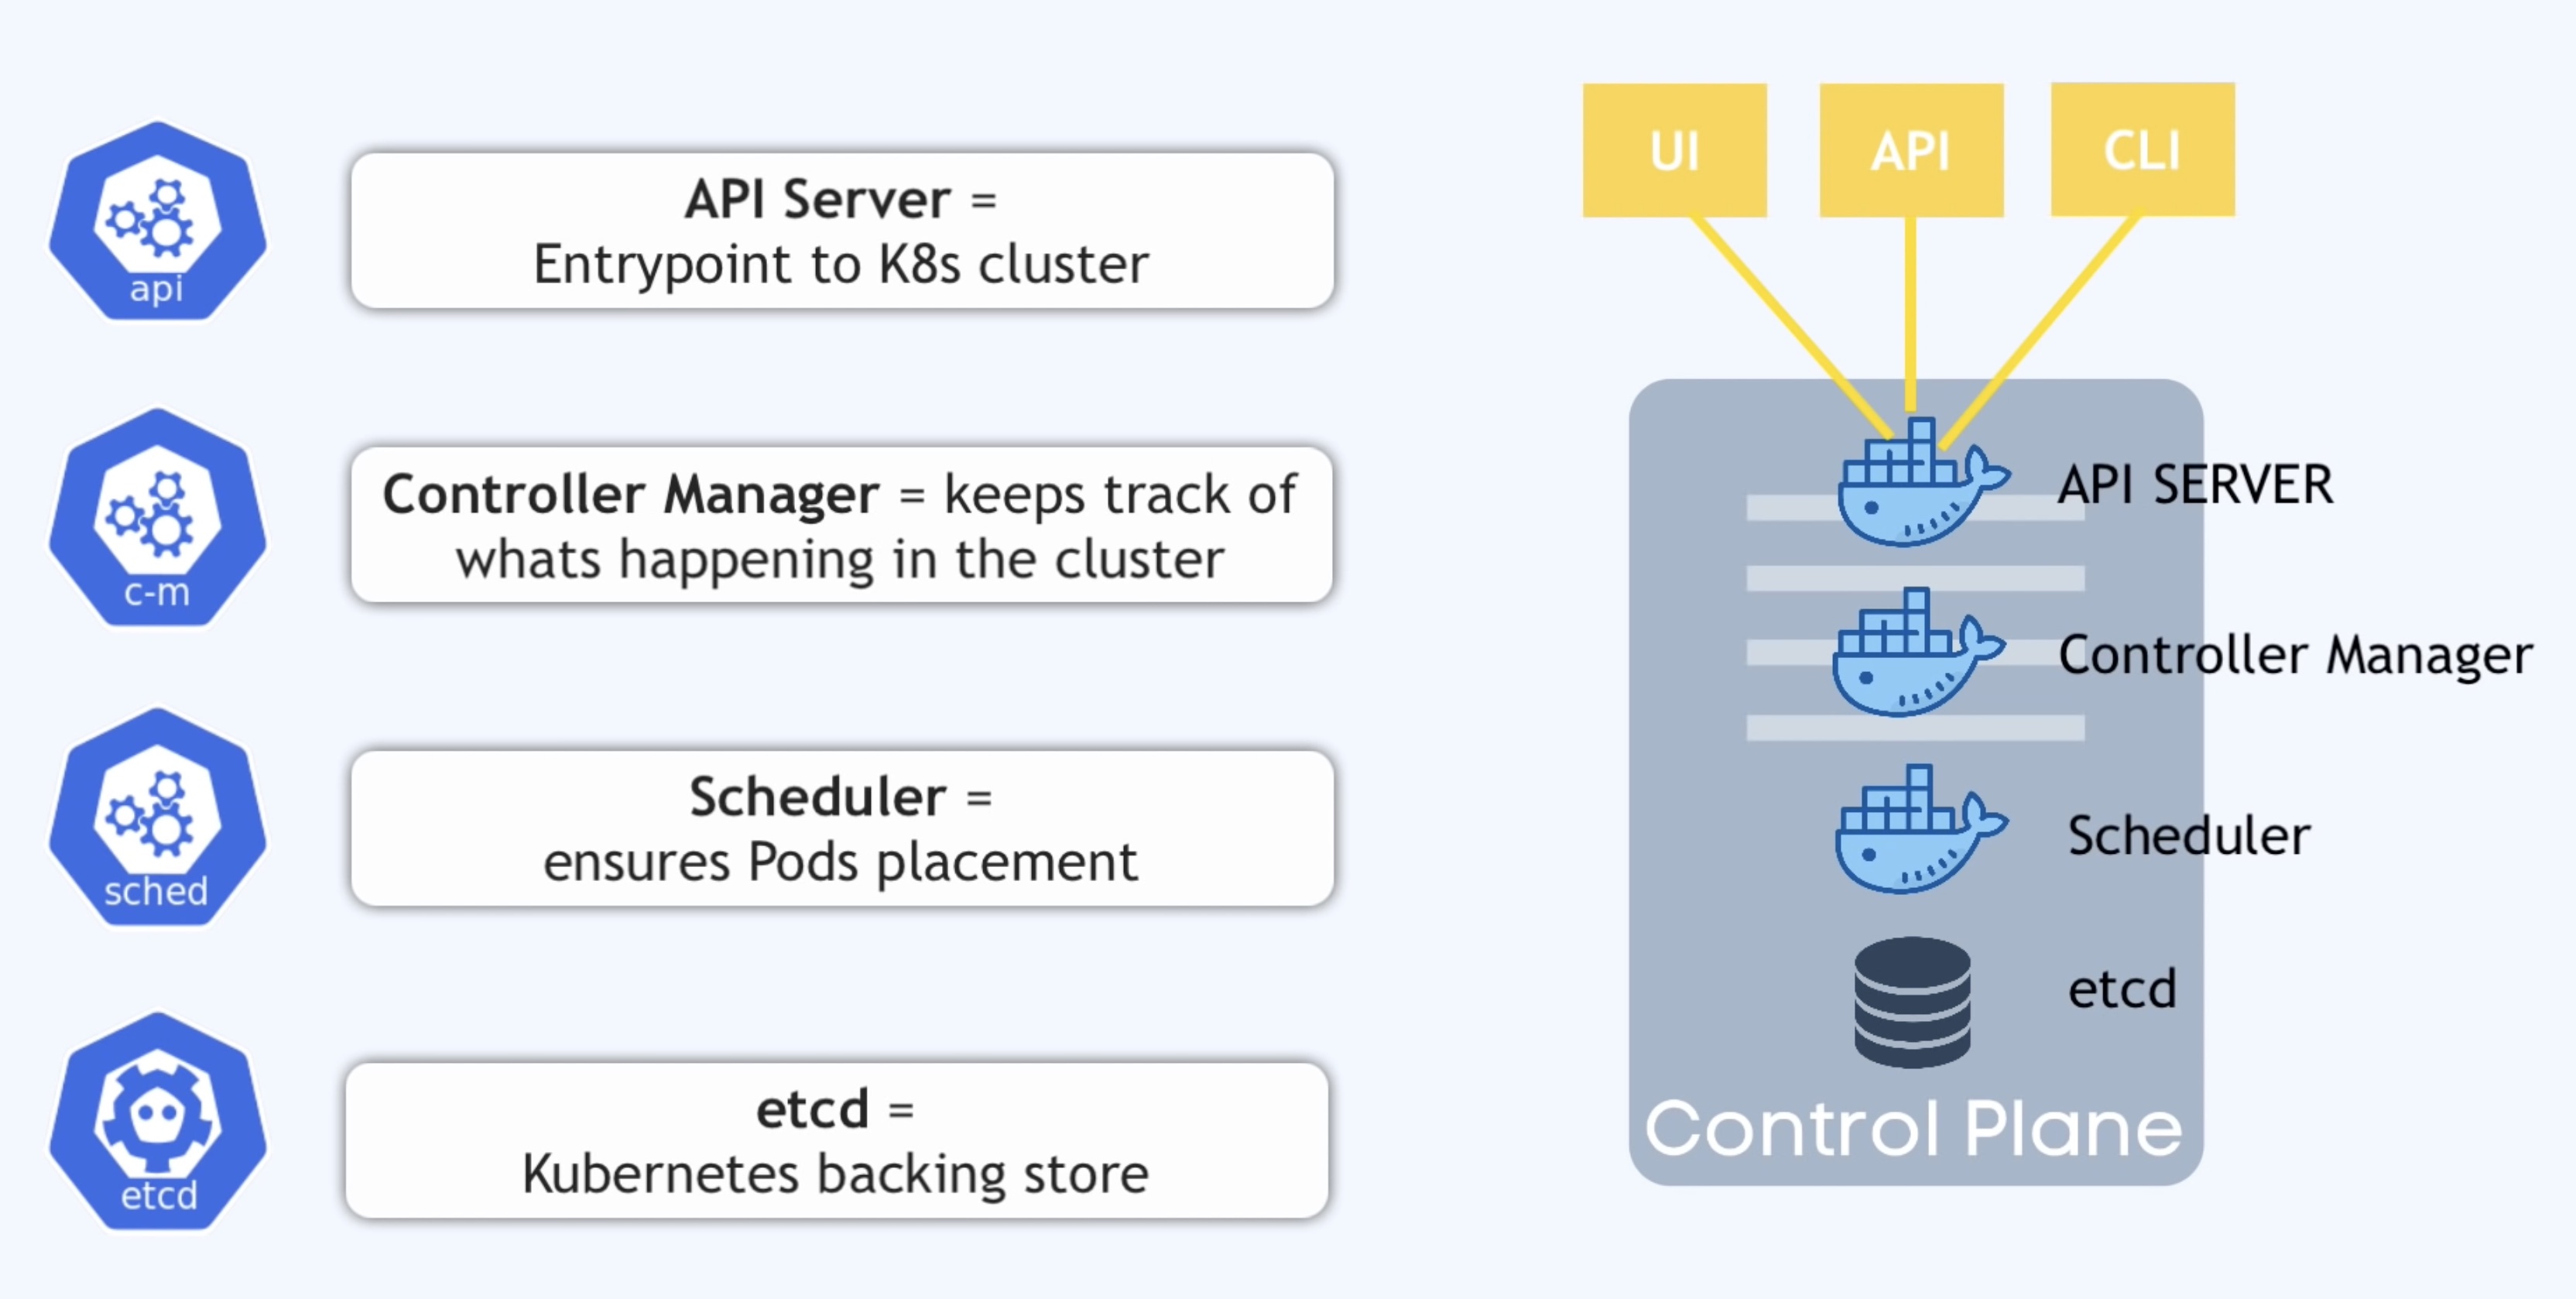 api
API Server =
Entrypoint to K8s cluster
c-m
Controller Manager = keeps track of
whats happening in the cluster
sched
Scheduler =
ensures Pods placement
etcd
etcd =
Kubernetes backing store
UI
API
CLI
API SERVER
Controller Manager
Scheduler
etcd
Control Plane